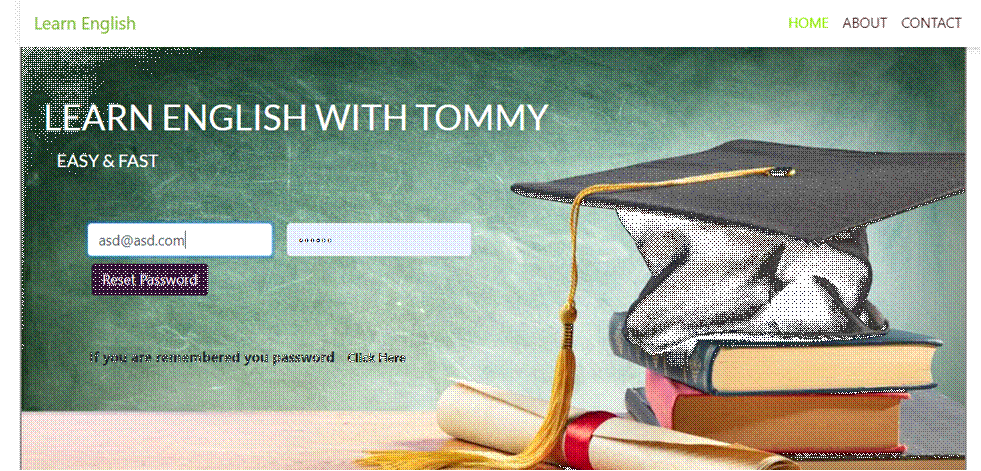 Learn English
HOME ABOUT CONTACT
LEARN ENGLISH WITH TOMMY
EASY & FAST
asd@asd.com
Reset Password
If you are remembered you password Click Here